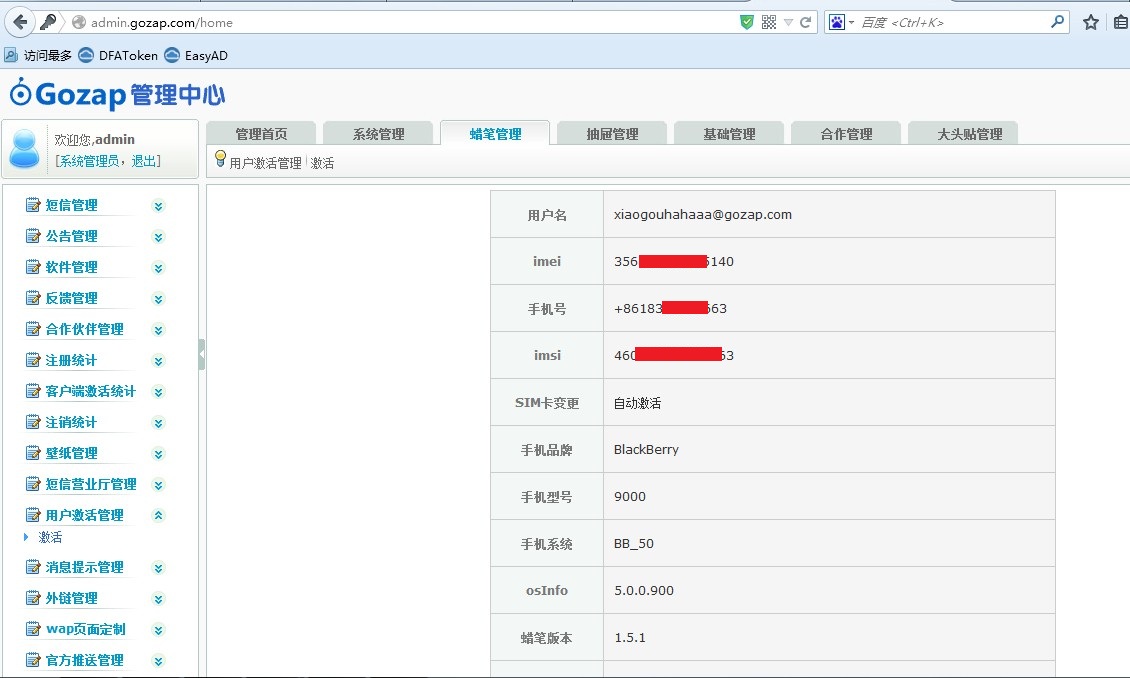 admin.gozap.com/home
百度 <Ctrl+K>
访问最多 DFAToken EasyAD
Gozap管理中心
欢迎您,admin
[系统管理员，退出]
管理首页 系统管理 蜡笔管理 抽屉管理 基础管理 合作管理 大头贴管理
用户激活管理 激活
短信管理
公告管理
软件管理
反馈管理
合作伙伴管理
注册统计
客户端激活统计
注销统计
壁纸管理
短信营业厅管理
用户激活管理
激活
消息提示管理
外链管理
wap页面定制
官方推送管理
用户名 xiaogouhahaaa@gozap.com
imei 356 5140
手机号 +86183 663
imsi 460 53
SIM卡变更 自动激活
手机品牌 BlackBerry
手机型号 9000
手机系统 BB_50
osInfo 5.0.0.900
蜡笔版本 1.5.1